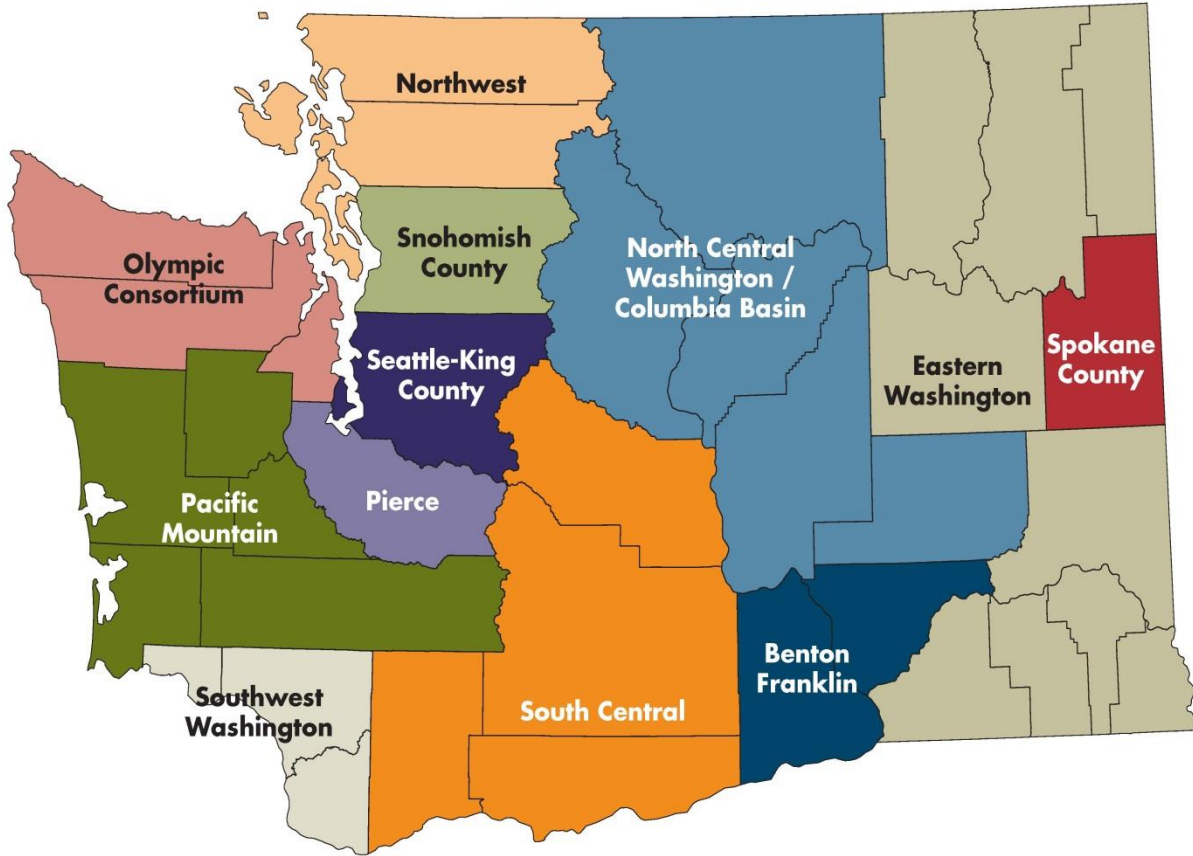 Northwest
Snohomish
County
Olympic
Consortium
North Central
Washington /
Columbia Basin
Seattle-King
County
Eastern
Washington
Spokane
County
Pacific
Mountain
Pierce
Benton
Franklin
Southwest
Washington
South Central